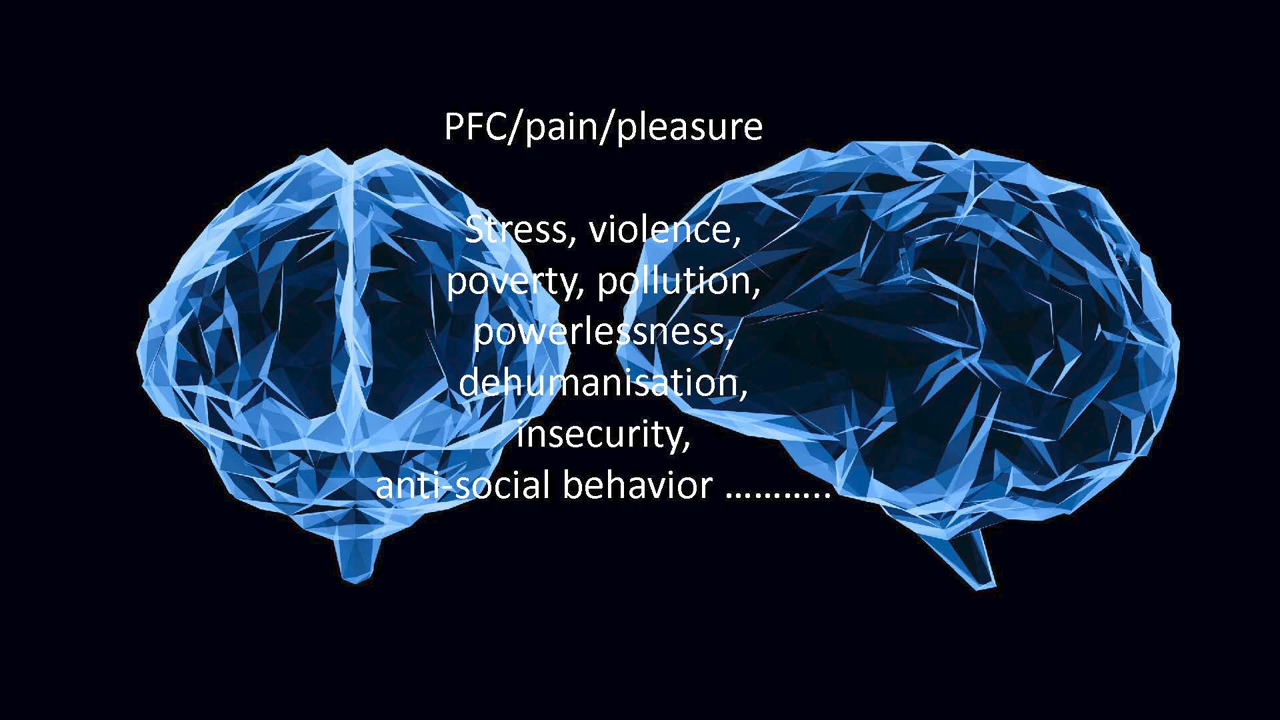 PFC/pain/pleasure
Stress, violence,
poverty, pollution,
powerlessness,
dehumanisation,
insecurity,
anti-social behavior ………..